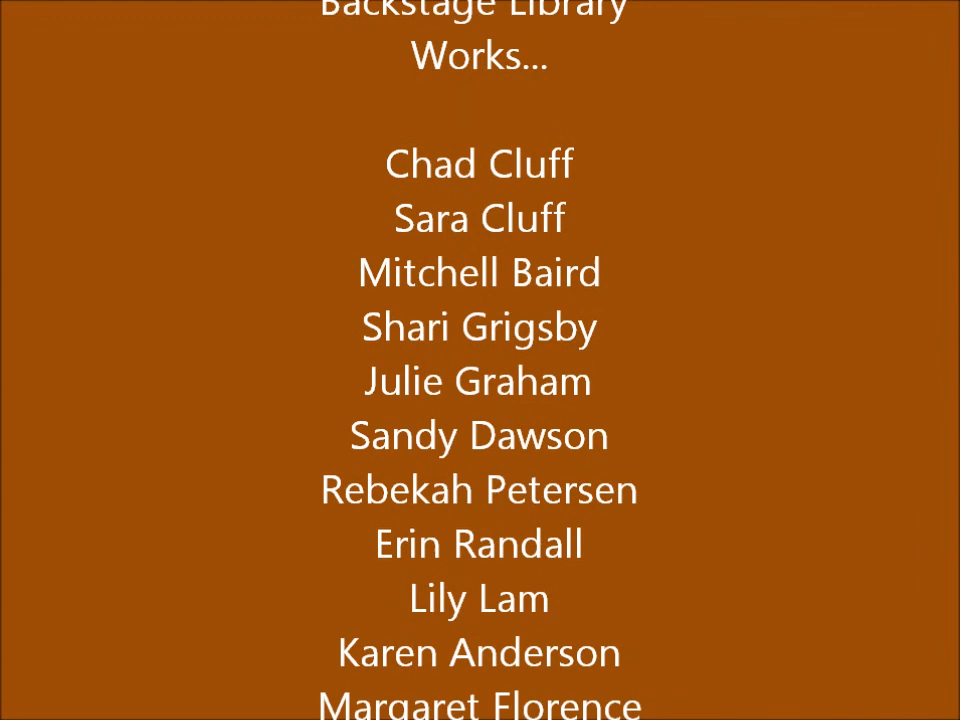 Backstage Library
Works...
Chad Cluff
Sara Cluff
Mitchell Baird
Shari Grigsby
Julie Graham
Sandy Dawson
Rebekah Petersen
Erin Randall
Lily Lam
Karen Anderson
Margaret Florence